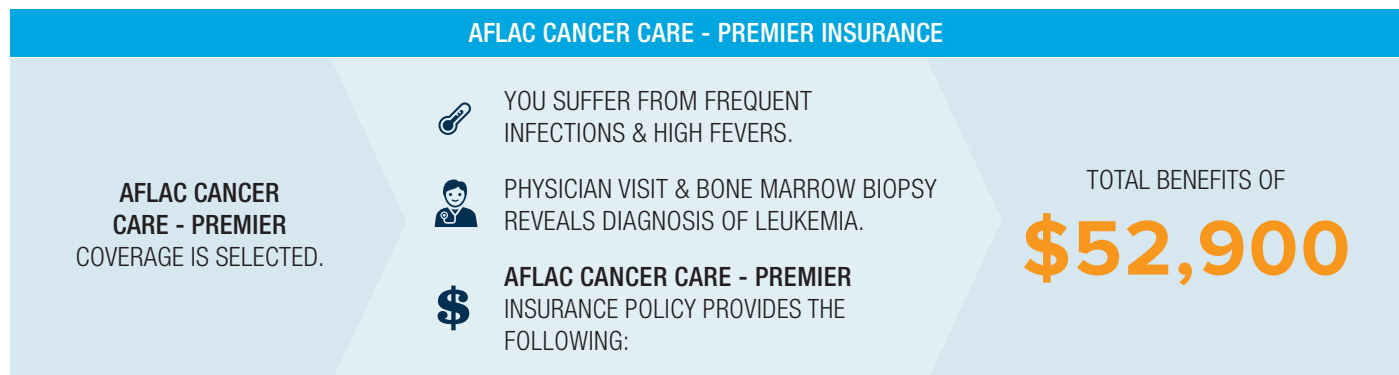 AFLAC CANCER CARE - PREMIER INSURANCE
AFLAC CANCER
CARE - PREMIER
COVERAGE IS SELECTED.
YOU SUFFER FROM FREQUENT
INFECTIONS & HIGH FEVERS.
PHYSICIAN VISIT & BONE MARROW BIOPSY
REVEALS DIAGNOSIS OF LEUKEMIA.
$
AFLAC CANCER CARE - PREMIER
INSURANCE POLICY PROVIDES THE
FOLLOWING:
TOTAL BENEFITS OF
$52,900